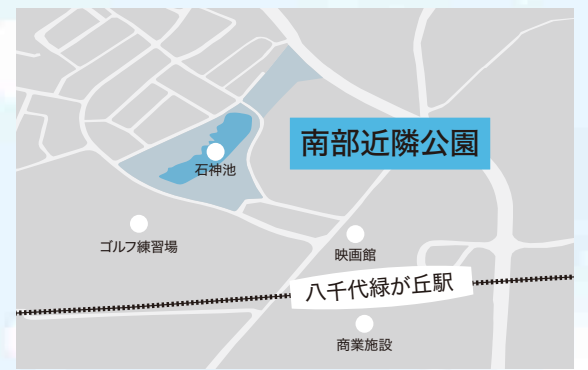 南部近隣公園
石神池
ゴルフ練習場
映画館
八千代緑が丘駅
商業施設